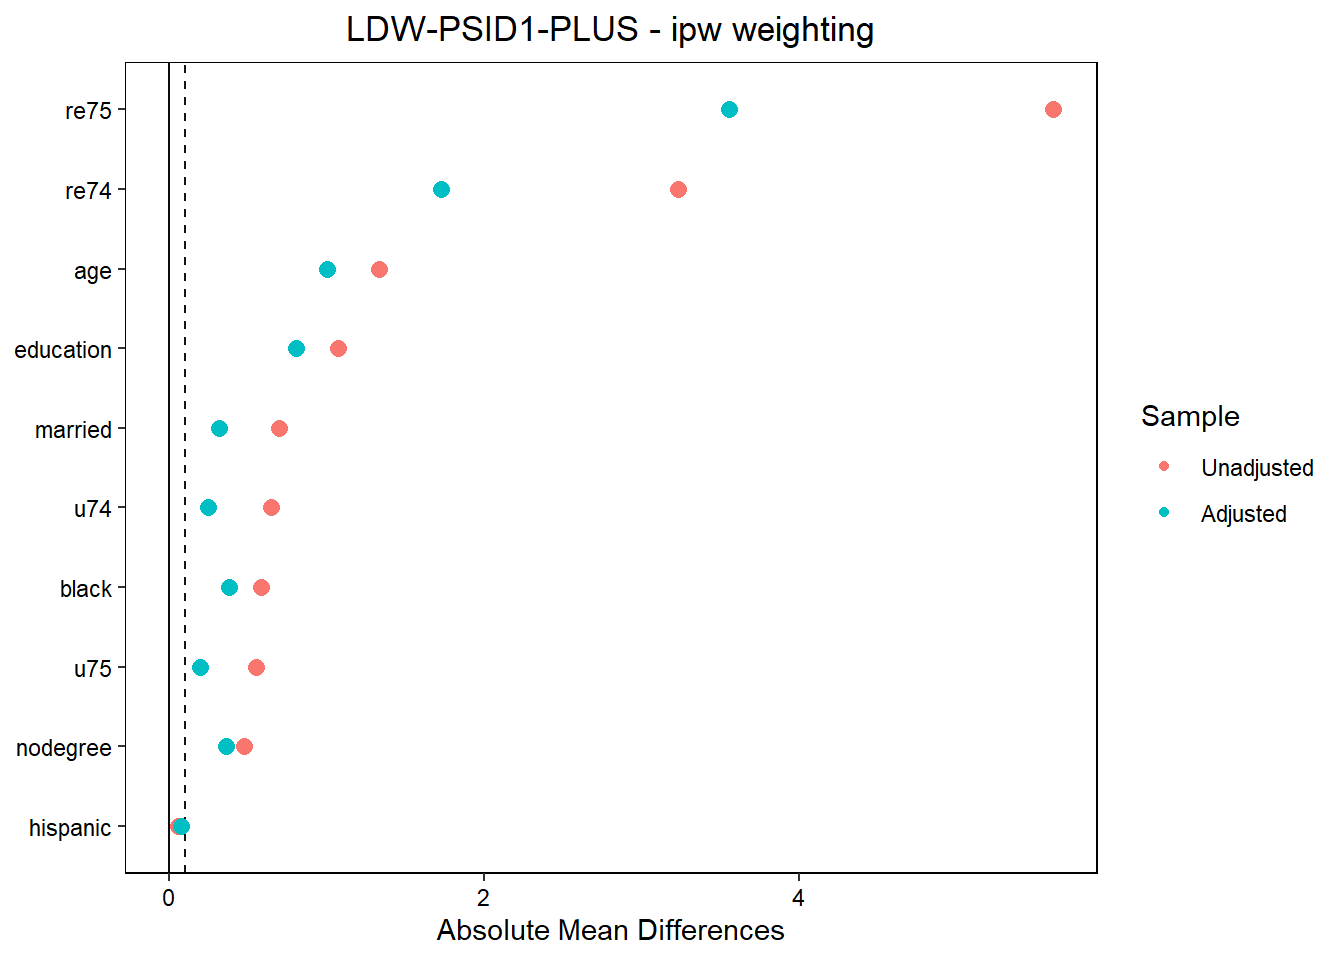 LDW-PSID1-PLUS - ipw weighting
re75
re74
age
education
married
u74
black
u75
nodegree
hispanic
0 2 4
Absolute Mean Differences
Sample
Unadjusted
Adjusted